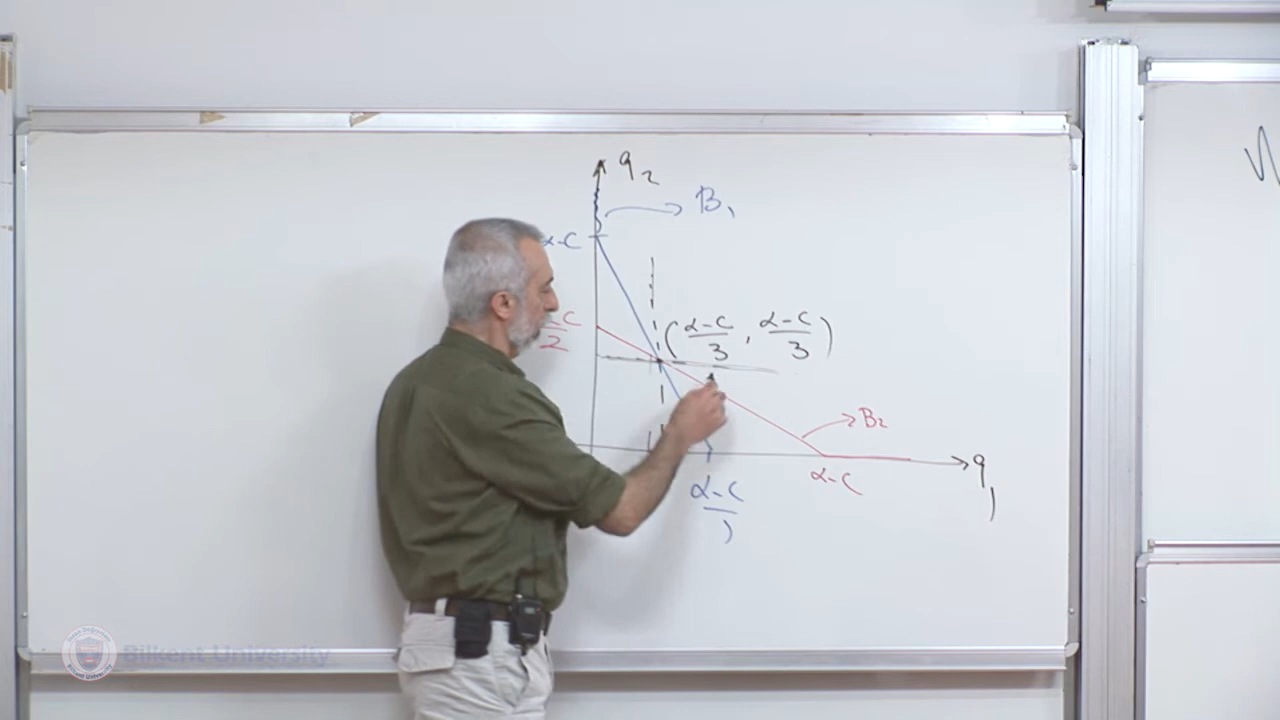 q₂
B₁
α-c
α-c
2
(α-c/3, α-c/3)
B₂
q₁
α-c
α-c
Bilkent University